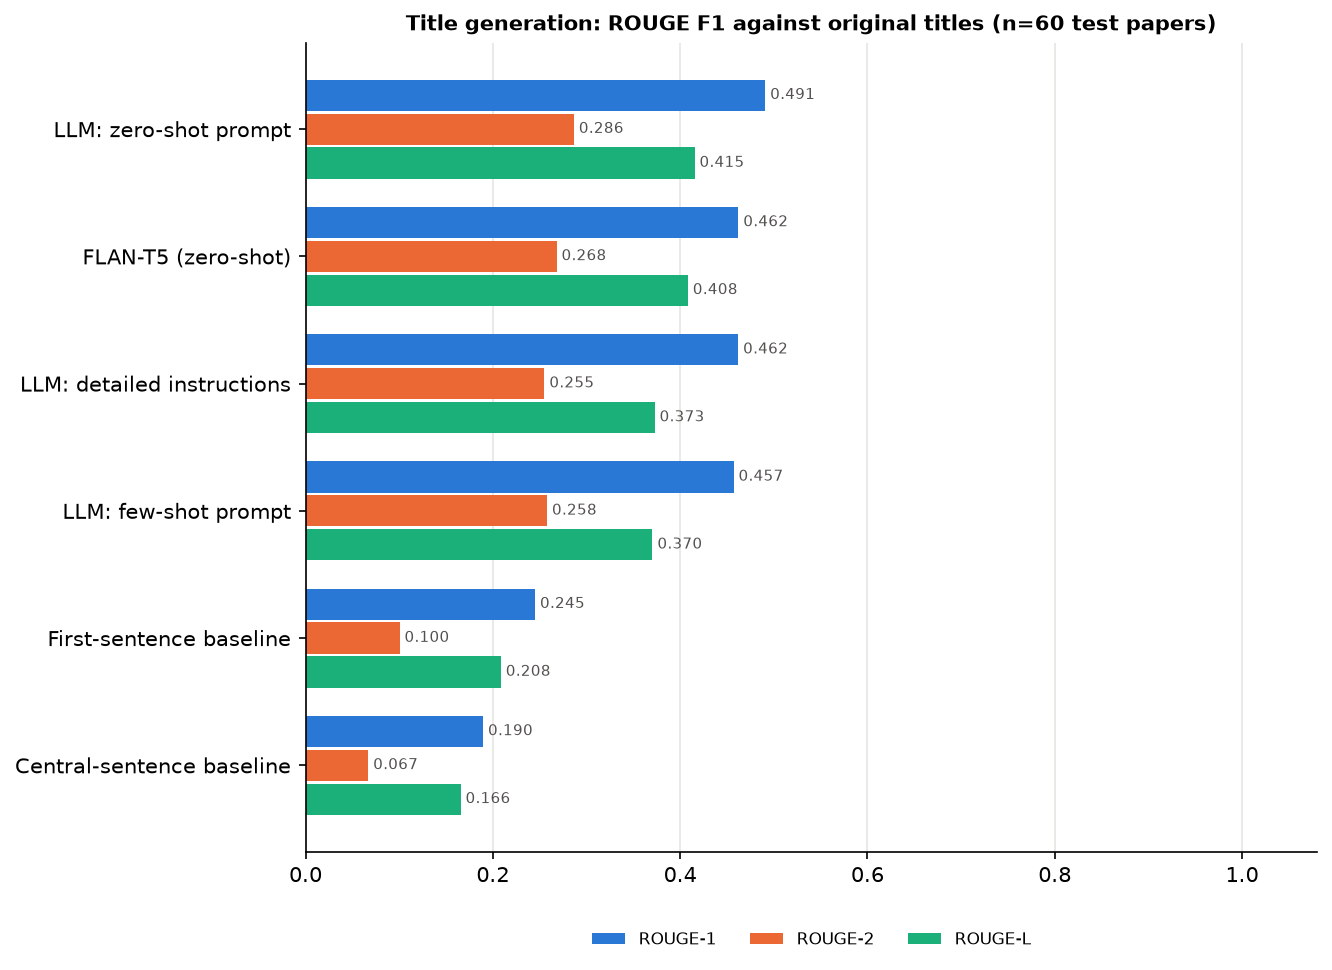 Title generation: ROUGE F1 against original titles (n=60 test papers)
LLM: zero-shot prompt
0.491
0.286
0.415
FLAN-T5 (zero-shot)
0.462
0.268
0.408
LLM: detailed instructions
0.462
0.255
0.373
LLM: few-shot prompt
0.457
0.258
0.370
First-sentence baseline
0.245
0.100
0.208
Central-sentence baseline
0.190
0.067
0.166
0.0 0.2 0.4 0.6 0.8 1.0
ROUGE-1 ROUGE-2 ROUGE-L